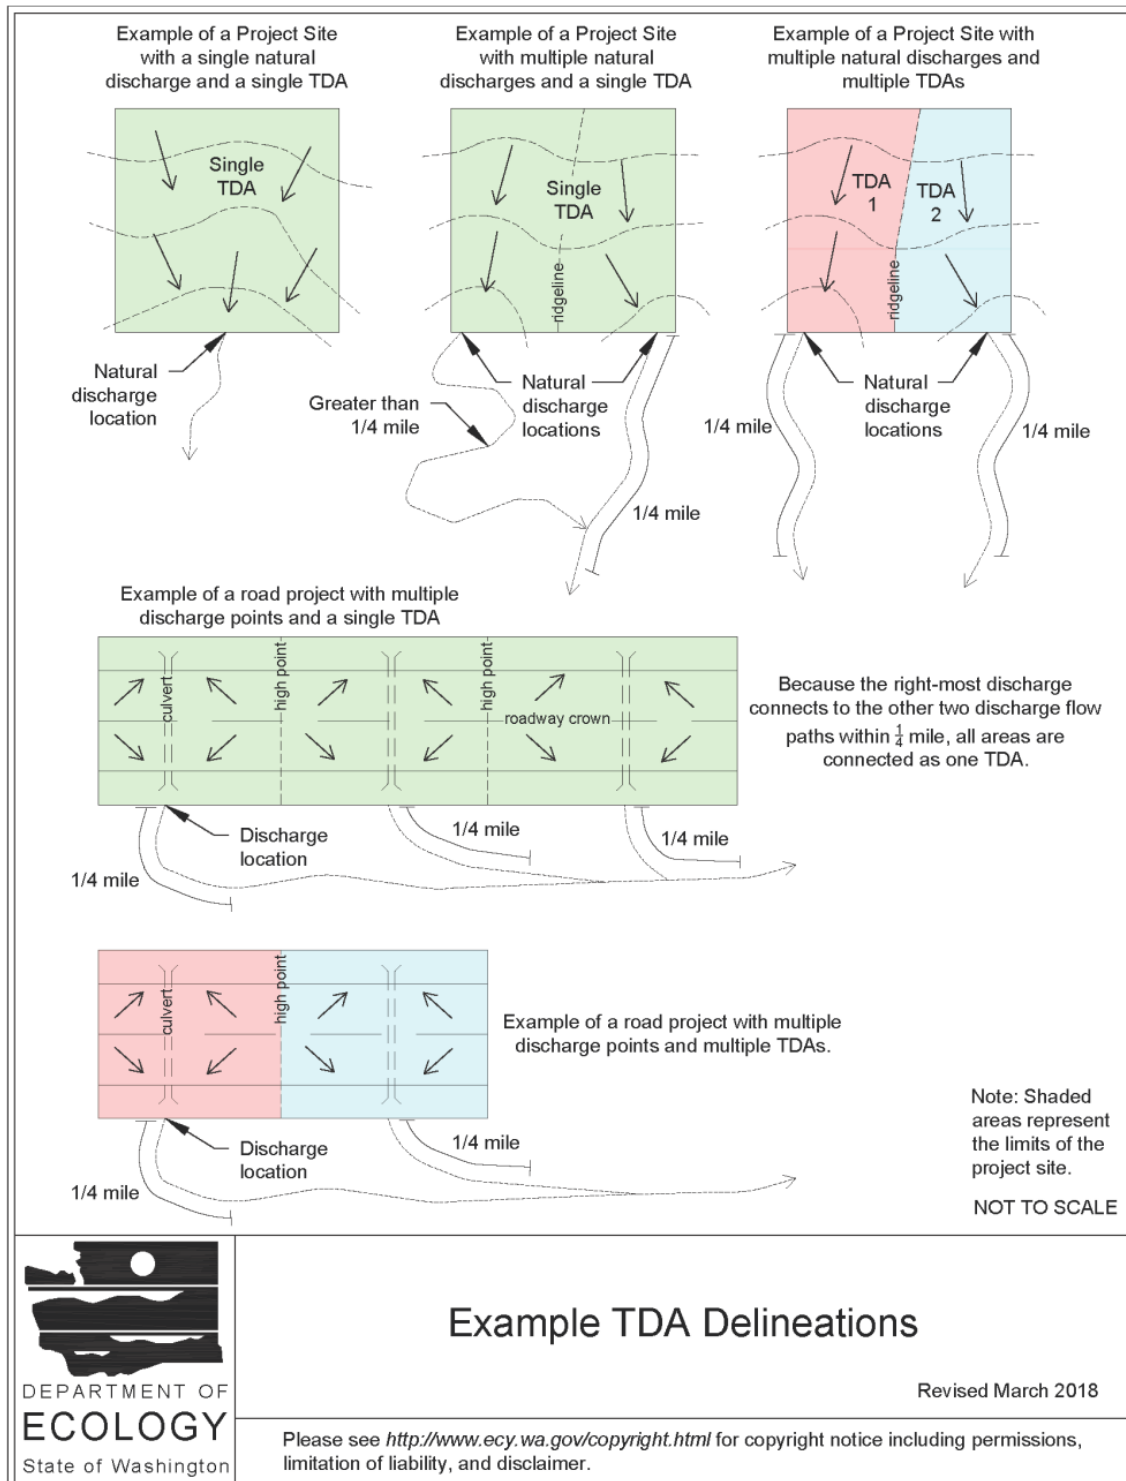 Example of a Project Site
with a single natural
discharge and a single TDA
Example of a Project Site
with multiple natural
discharges and a single TDA
Example of a Project Site with
multiple natural discharges and
multiple TDAs
Single
TDA
Single
TDA
ridgeline
TDA
1
TDA
2
ridgeline
Natural
discharge
location
Greater than
1/4 mile
Natural
discharge
locations
1/4 mile
1/4 mile
Natural
discharge
locations
1/4 mile
Example of a road project with multiple
discharge points and a single TDA
culvert
high point
high point
roadway crown
Because the right-most discharge
connects to the other two discharge flow
paths within 1/4 mile, all areas are
connected as one TDA.
Discharge
location
1/4 mile
1/4 mile
1/4 mile
culvert
high point
Example of a road project with multiple
discharge points and multiple TDAs.
Discharge
location
1/4 mile
1/4 mile
Note: Shaded
areas represent
the limits of the
project site.
NOT TO SCALE
DEPARTMENT OF
ECOLOGY
State of Washington
Example TDA Delineations
Revised March 2018
Please see http://www.ecy.wa.gov/copyright.html for copyright notice including permissions,
limitation of liability, and disclaimer.